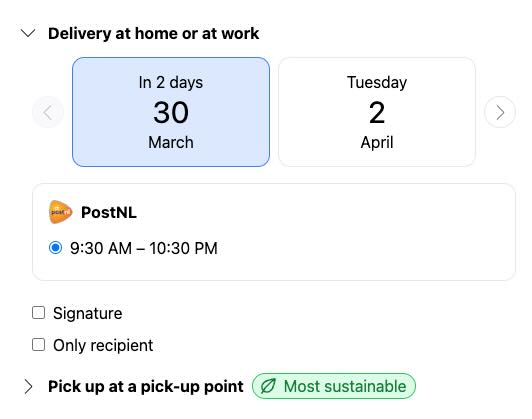 Delivery at home or at work
In 2 days
30
March
Tuesday
2
April
postnl
PostNL
9:30 AM – 10:30 PM
Signature
Only recipient
Pick up at a pick-up point
Most sustainable